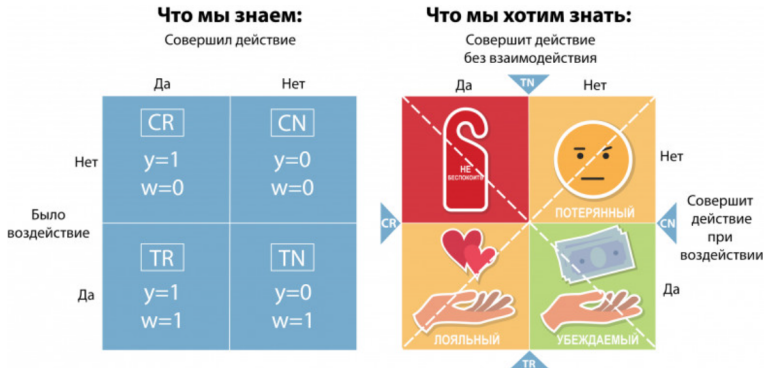 Что мы знаем:
Совершил действие
Да
Нет
Нет
Было
воздействие
Да
CR
y=1
w=0
CN
y=0
w=0
TR
y=1
w=1
TN
y=0
w=1
Что мы хотим знать:
Совершит действие
без взаимодействия
Да
TN
Нет
НЕ
БЕСПОКОИТЬ
ПОТЕРЯННЫЙ
Нет
CR
CN
Совершит
действие
при
воздействии
Да
ЛОЯЛЬНЫЙ
УБЕЖДАЕМЫЙ
TR